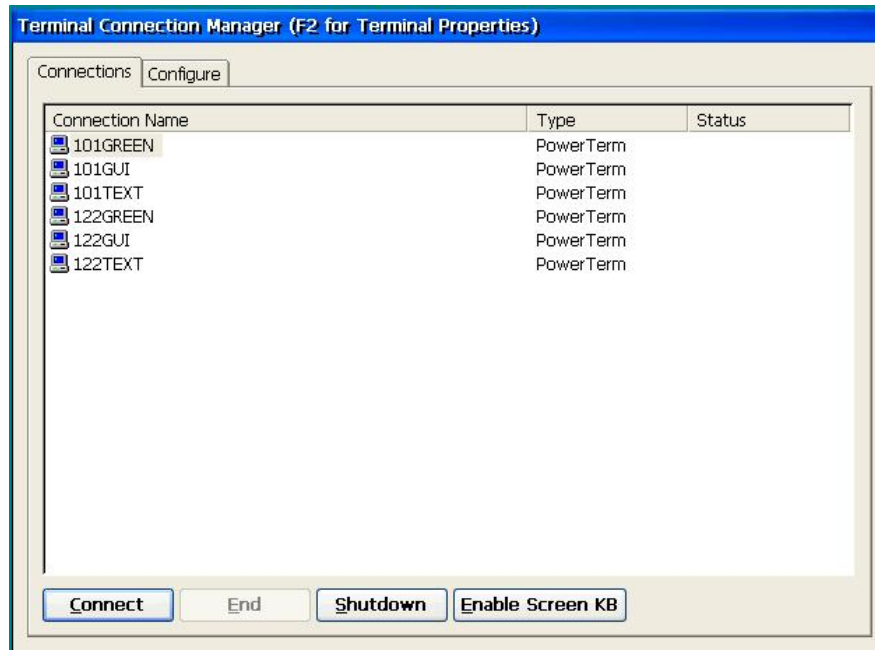 Terminal Connection Manager (F2 for Terminal Properties)
Connections Configure
Connection Name Type Status
101GREEN PowerTerm
101GUI PowerTerm
101TEXT PowerTerm
122GREEN PowerTerm
122GUI PowerTerm
122TEXT PowerTerm
Connect End Shutdown Enable Screen KB